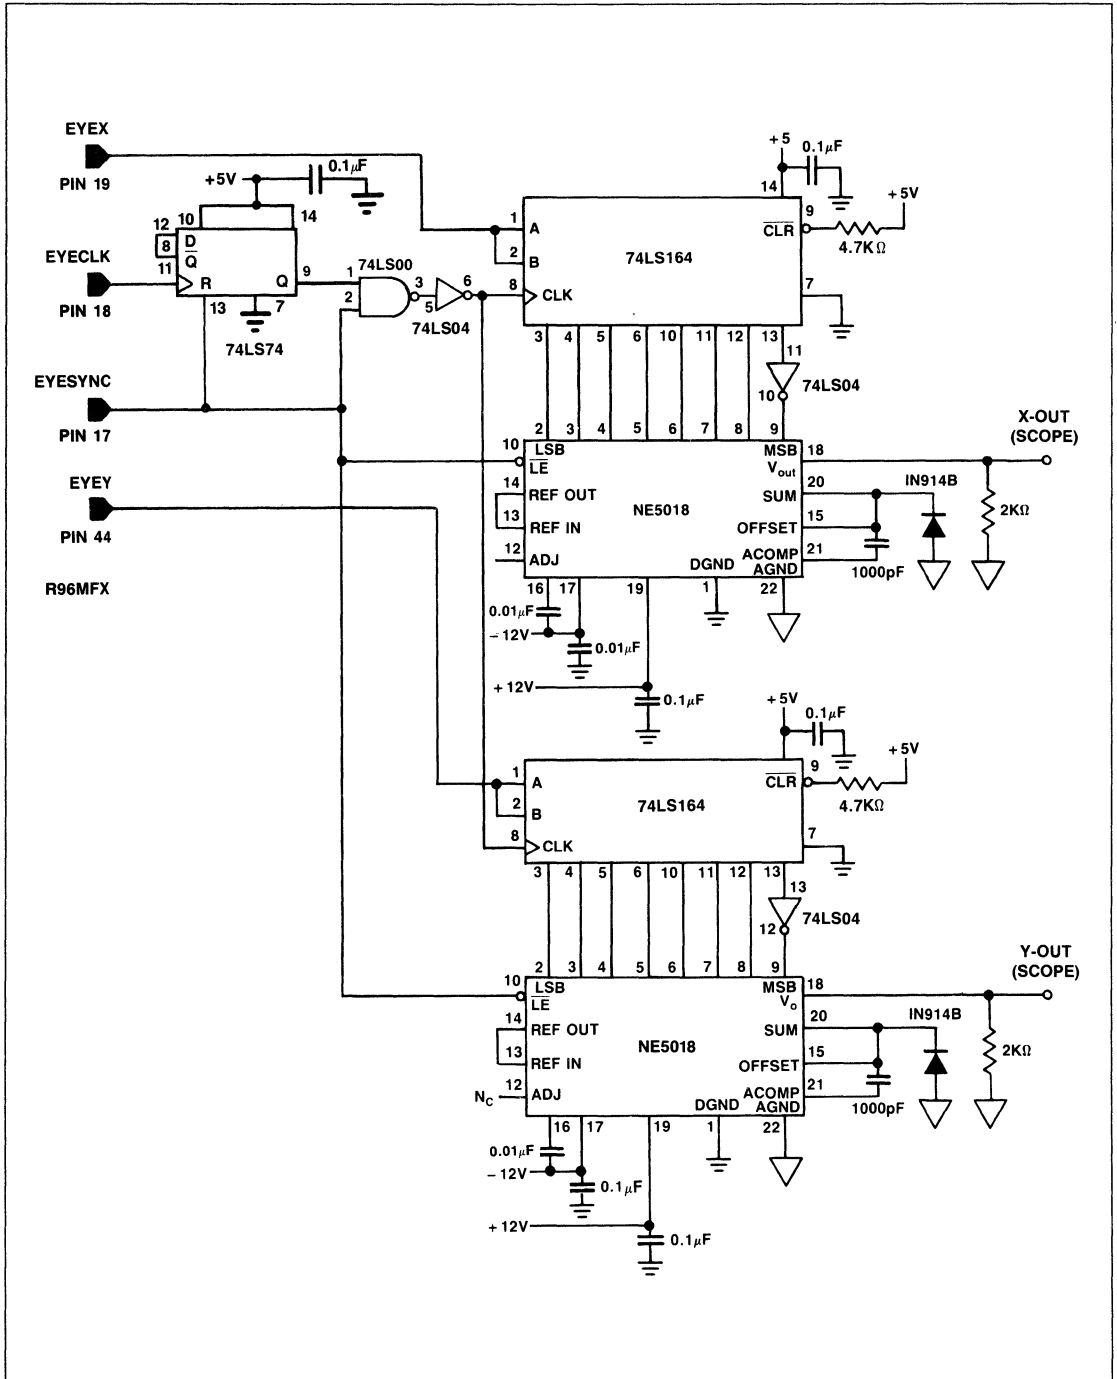 EYEX
PIN 19
+5V
0.1µF
10
14
12
8
11
D
Q̅
R
Q
9
13
7
74LS74
EYECLK
PIN 18
1
2
74LS00
3
5
6
74LS04
EYESYNC
PIN 17
EYEY
PIN 44
R96MFX
+5
0.1µF
14
1
A
2
B
8
CLK
74LS164
C̅L̅R̅
9
+5V
4.7KΩ
7
3
4
5
6
10
11
12
13
11
74LS04
10
2
3
4
5
6
7
8
9
10
LSB
L̅E̅
14
REF OUT
13
REF IN
12
ADJ
NE5018
MSB
18
Vout
20
SUM
15
OFFSET
21
ACOMP
AGND
DGND
X-OUT
(SCOPE)
IN914B
2KΩ
1000pF
16
17
19
1
22
0.01µF
– 12V
0.01µF
+ 12V
0.1µF
+5V
0.1µF
1
A
2
B
8
CLK
74LS164
C̅L̅R̅
9
+5V
4.7KΩ
7
3
4
5
6
10
11
12
13
13
74LS04
12
2
3
4
5
6
7
8
9
10
LSB
L̅E̅
14
REF OUT
13
REF IN
NC
12
ADJ
NE5018
MSB
18
Vo
20
SUM
15
OFFSET
21
ACOMP
AGND
DGND
Y-OUT
(SCOPE)
IN914B
2KΩ
1000pF
16
17
19
1
22
0.01µF
– 12V
0.1µF
+ 12V
0.1µF